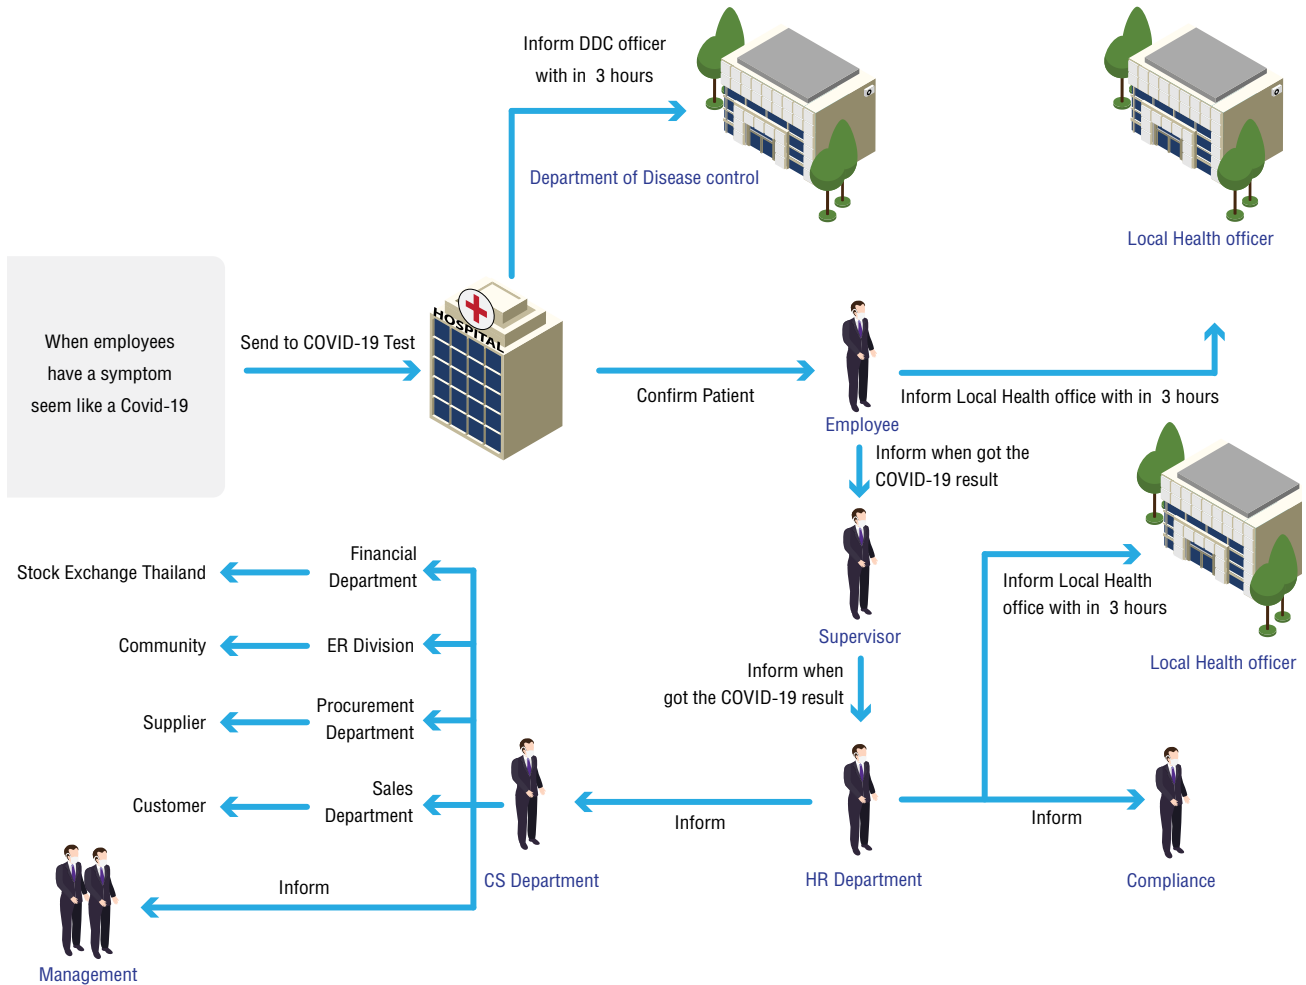 Inform DDC officer
with in  3 hours
Department of Disease control
Local Health officer
When employees
have a symptom
seem like a Covid-19
Send to COVID-19 Test
HOSPITAL
Confirm Patient
Employee
Inform Local Health office with in  3 hours
Inform when got the
COVID-19 result
Supervisor
Inform when
got the COVID-19 result
Inform Local Health
office with in  3 hours
Local Health officer
Financial
Department
Stock Exchange Thailand
ER Division
Community
Procurement
Department
Supplier
Sales
Department
Customer
Inform
Management
CS Department
Inform
HR Department
Inform
Compliance